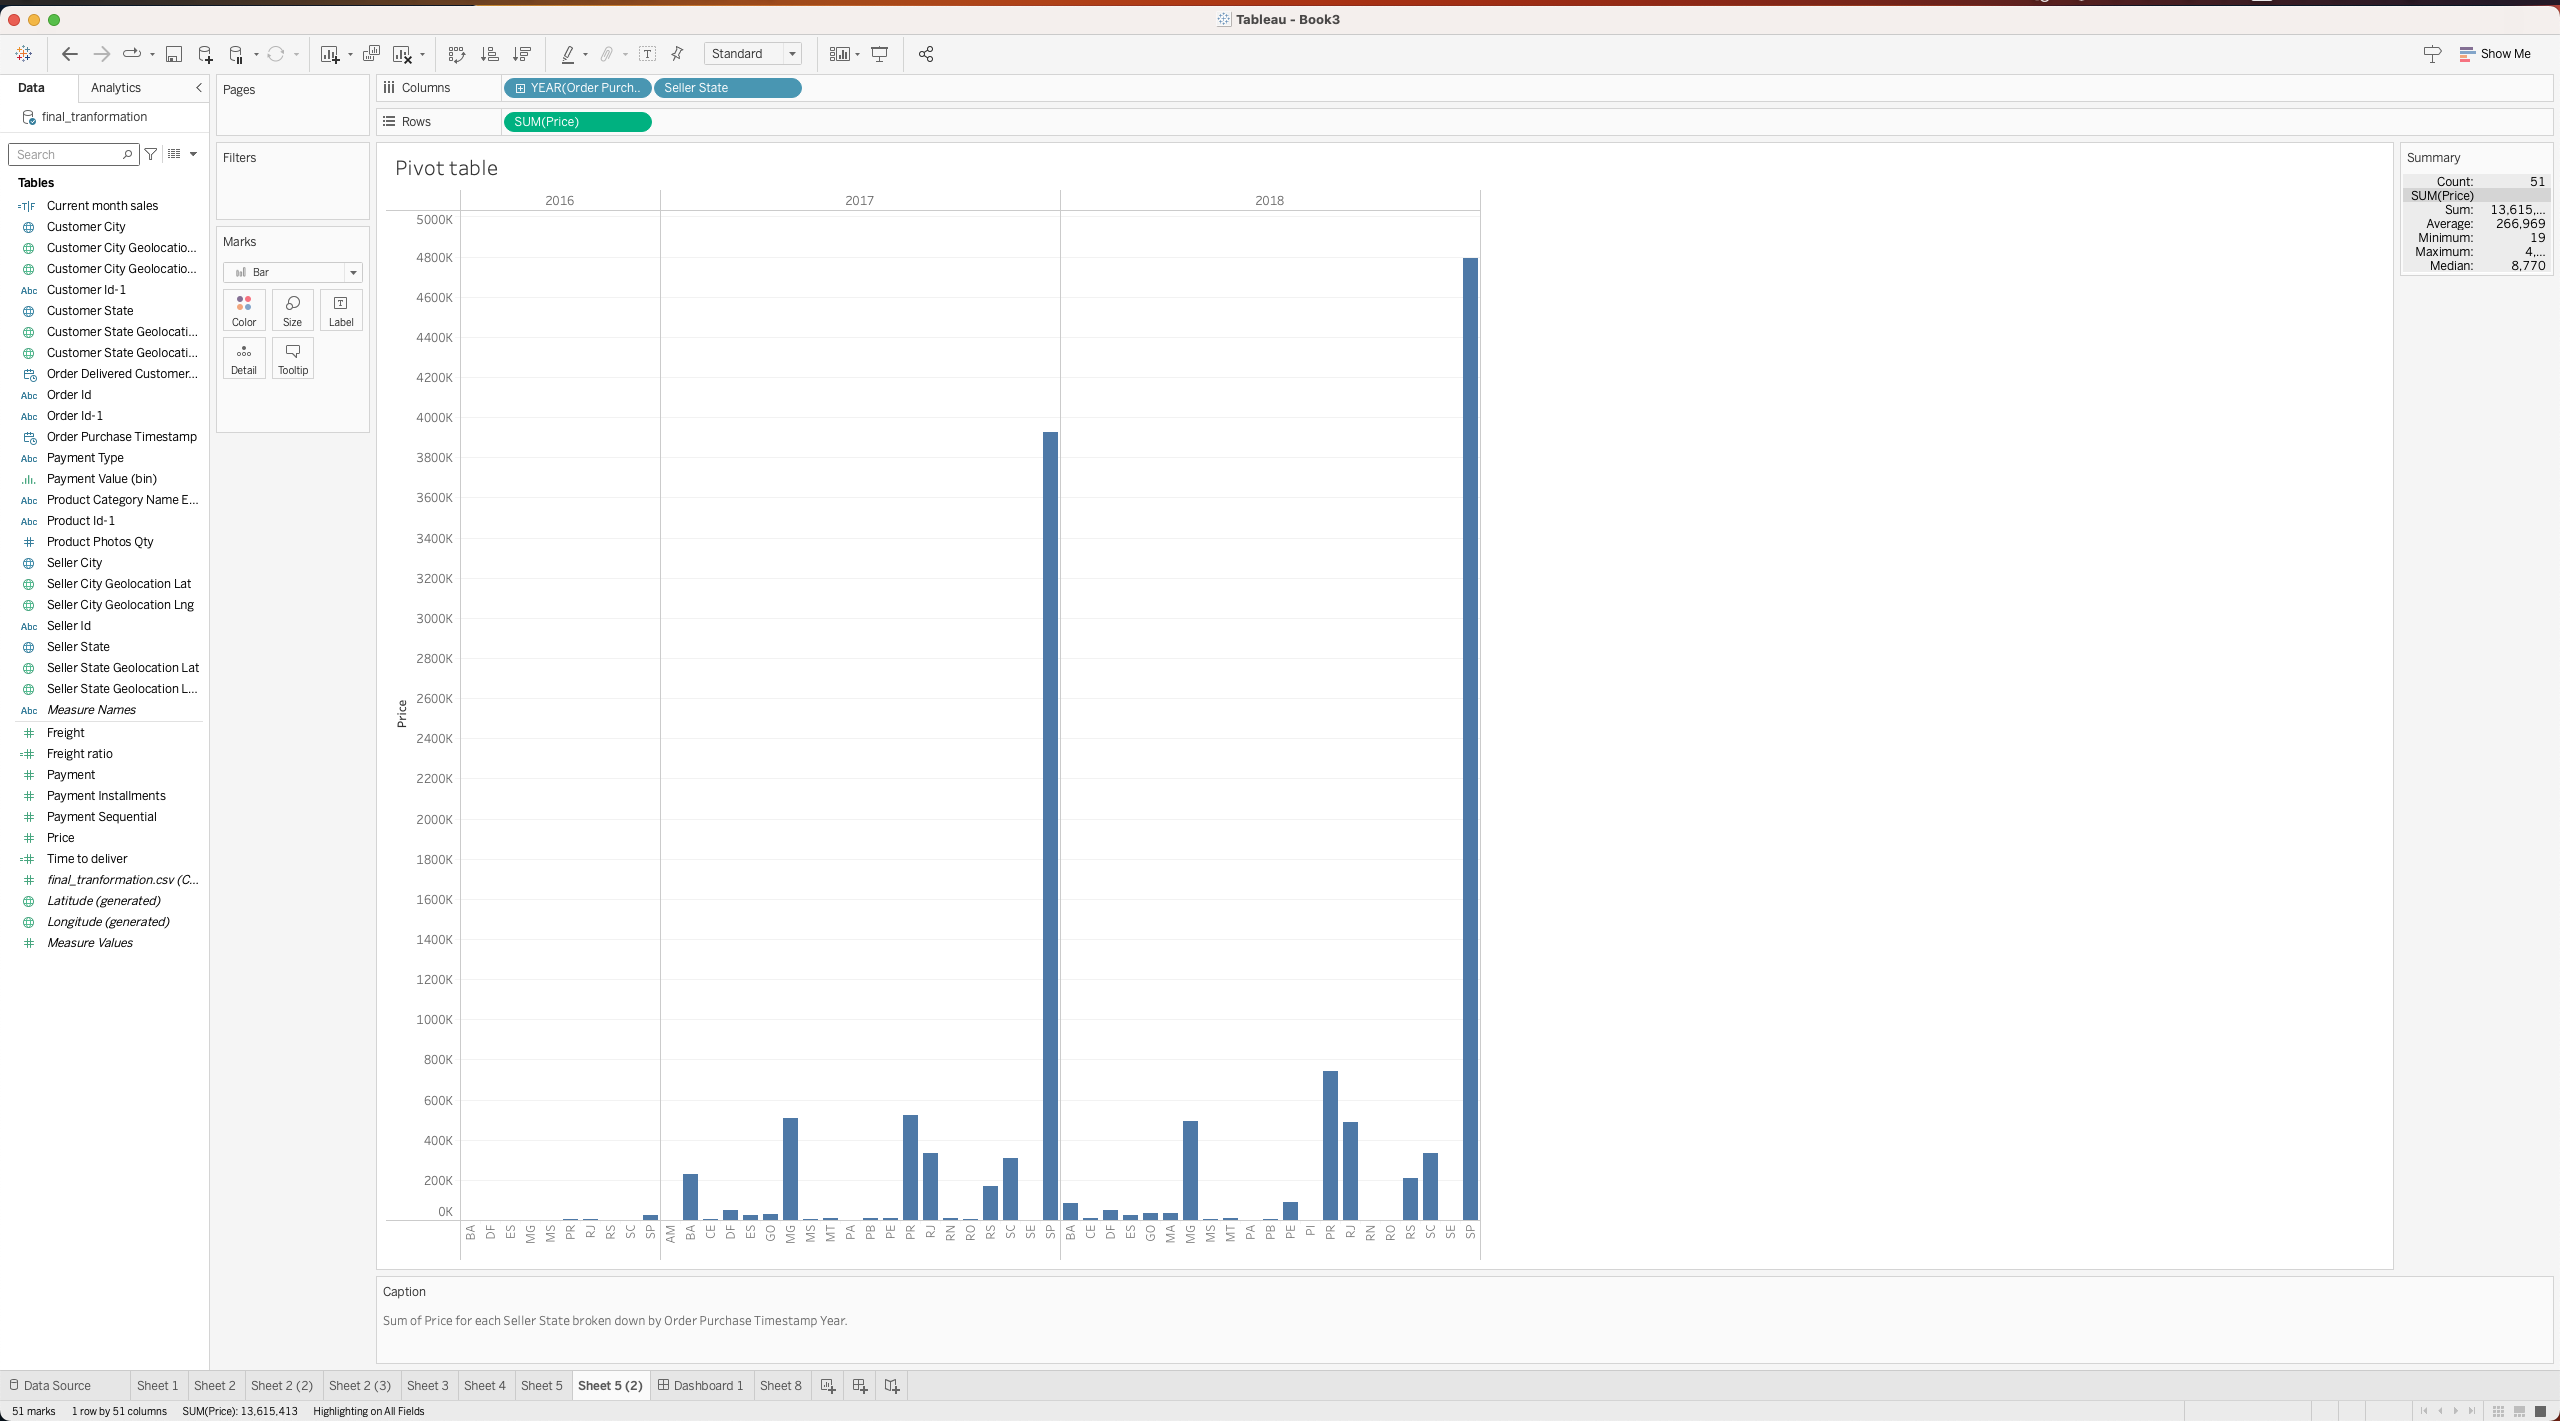 Tableau - Book3
Standard
Show Me
Data
Analytics
final_tranformation
Search
Tables
Current month sales
Customer City
Customer City Geolocatio...
Customer City Geolocatio...
Abc Customer Id-1
Customer State
Customer State Geolocati...
Customer State Geolocati...
Order Delivered Customer...
Abc Order Id
Abc Order Id-1
Order Purchase Timestamp
Abc Payment Type
Payment Value (bin)
Abc Product Category Name E...
Abc Product Id-1
Product Photos Qty
Seller City
Seller City Geolocation Lat
Seller City Geolocation Lng
Abc Seller Id
Seller State
Seller State Geolocation Lat
Seller State Geolocation L...
Abc Measure Names
Freight
Freight ratio
Payment
Payment Installments
Payment Sequential
Price
Time to deliver
final_tranformation.csv (C...
Latitude (generated)
Longitude (generated)
Measure Values
Pages
Filters
Marks
Bar
Color Size Label
Detail Tooltip
Columns YEAR(Order Purch.. Seller State
Rows SUM(Price)
Pivot table
2016 2017 2018
5000K
4800K
4600K
4400K
4200K
4000K
3800K
3600K
3400K
3200K
3000K
2800K
2600K
2400K
2200K
2000K
1800K
1600K
1400K
1200K
1000K
800K
600K
400K
200K
0K
Price
BA DF ES MG MS PR RJ RS SC SP AM BA CE DF ES GO MG MS MT PA PB PE PR RJ RN RO RS SC SE SP BA CE DF ES GO MA MG MS MT PA PB PE PI PR RJ RN RO RS SC SE SP
Summary
Count: 51
SUM(Price)
Sum: 13,615,...
Average: 266,969
Minimum: 19
Maximum: 4,...
Median: 8,770
Caption
Sum of Price for each Seller State broken down by Order Purchase Timestamp Year.
Data Source Sheet 1 Sheet 2 Sheet 2 (2) Sheet 2 (3) Sheet 3 Sheet 4 Sheet 5 Sheet 5 (2) Dashboard 1 Sheet 8
51 marks 1 row by 51 columns SUM(Price): 13,615,413 Highlighting on All Fields